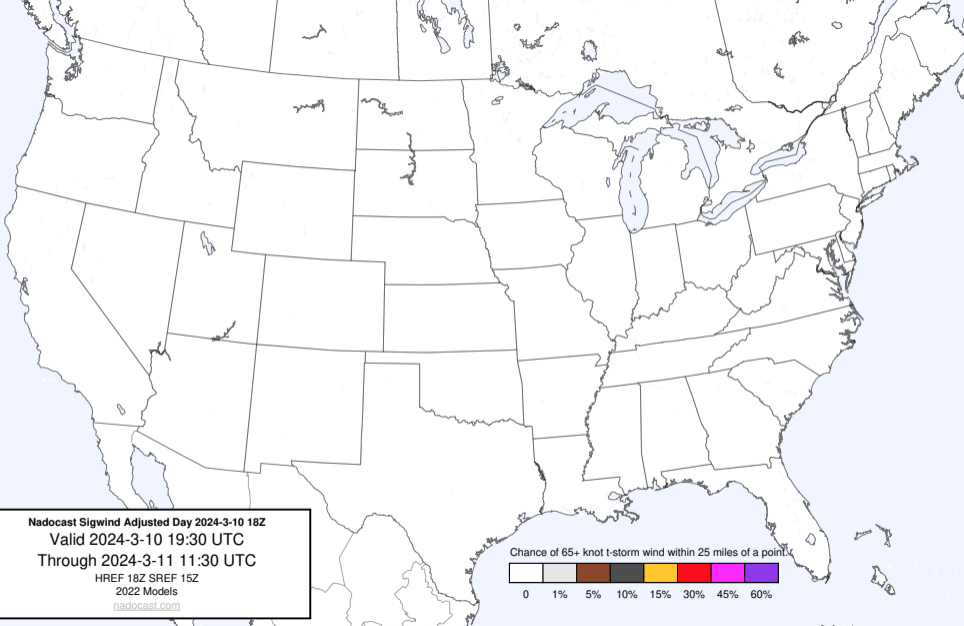 Nadocast Sigwind Adjusted Day 2024-3-10 18Z
Valid 2024-3-10 19:30 UTC
Through 2024-3-11 11:30 UTC
HREF 18Z SREF 15Z
2022 Models
nadocast.com
Chance of 65+ knot t-storm wind within 25 miles of a point.
0 1% 5% 10% 15% 30% 45% 60%